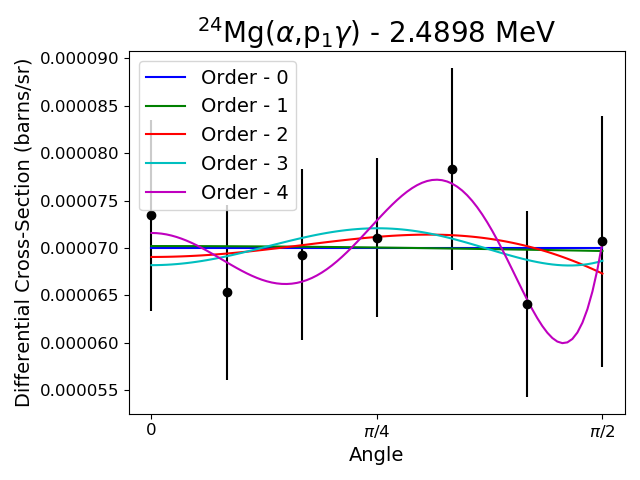 ²⁴Mg(α,p₁γ) - 2.4898 MeV
Differential Cross-Section (barns/sr)
0.000090
0.000085
0.000080
0.000075
0.000070
0.000065
0.000060
0.000055
Order - 0
Order - 1
Order - 2
Order - 3
Order - 4
0
π/4
π/2
Angle